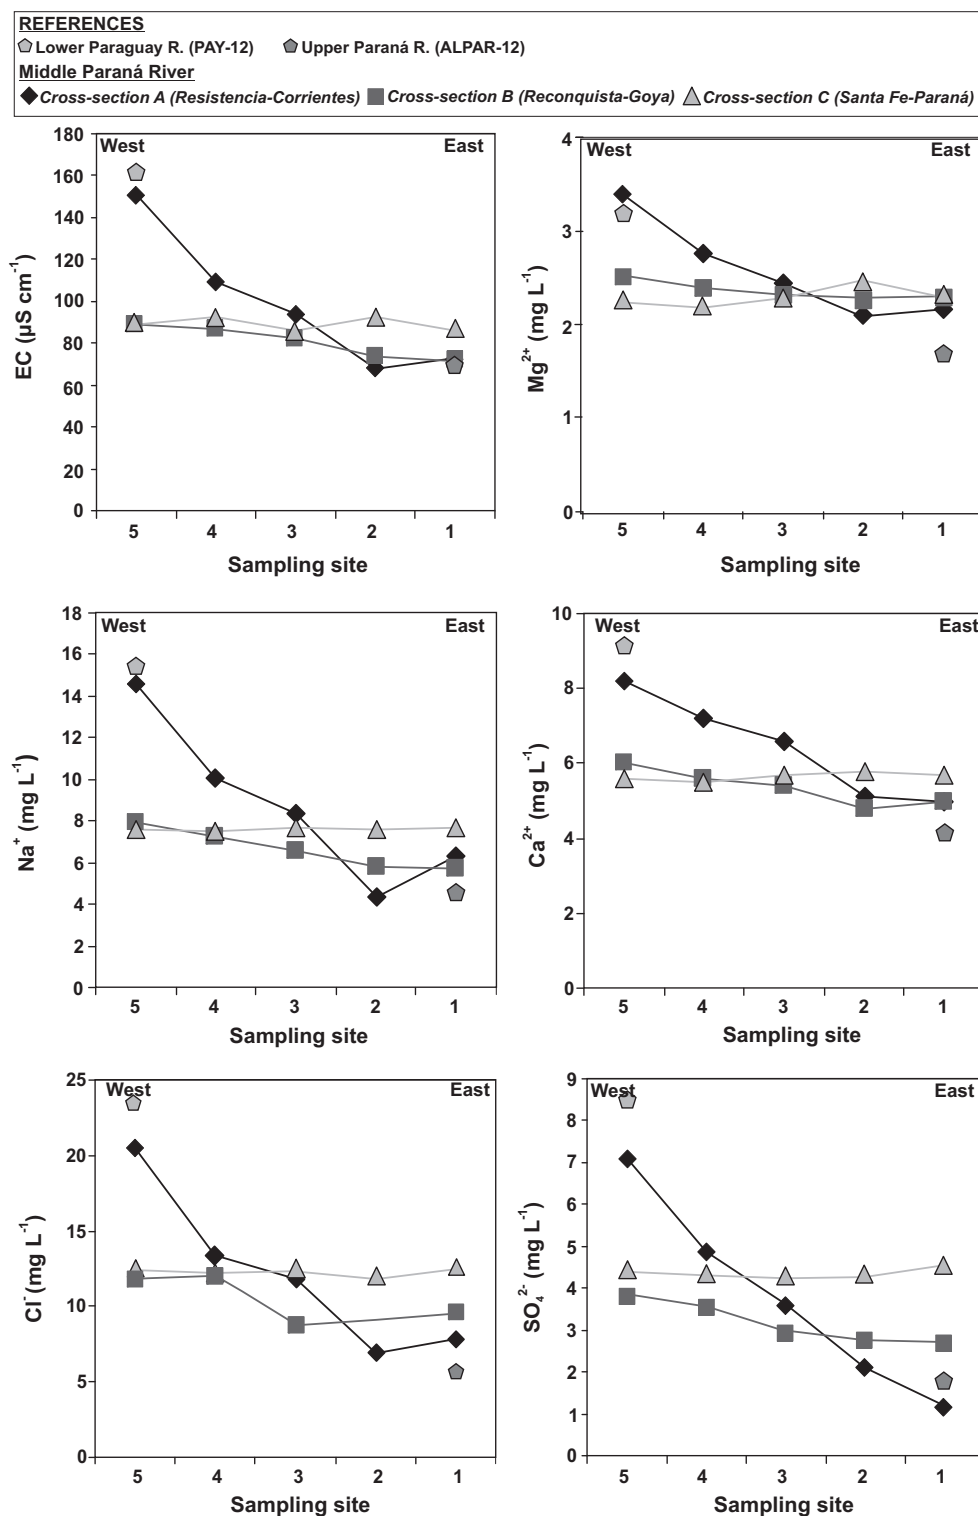 REFERENCES
Lower Paraguay R. (PAY-12) Upper Paraná R. (ALPAR-12)
Middle Paraná River
Cross-section A (Resistencia-Corrientes) Cross-section B (Reconquista-Goya) Cross-section C (Santa Fe-Paraná)
West East
180
160
140
120
100
80
60
40
20
0
EC (µS cm⁻¹)
5 4 3 2 1
Sampling site
West East
4
3
2
1
0
Mg²⁺ (mg L⁻¹)
5 4 3 2 1
Sampling site
West East
18
16
14
12
10
8
6
4
2
0
Na⁺ (mg L⁻¹)
5 4 3 2 1
Sampling site
West East
10
8
6
4
2
0
Ca²⁺ (mg L⁻¹)
5 4 3 2 1
Sampling site
West East
25
20
15
10
5
0
Cl⁻ (mg L⁻¹)
5 4 3 2 1
Sampling site
West East
9
8
7
6
5
4
3
2
1
0
SO₄²⁻ (mg L⁻¹)
5 4 3 2 1
Sampling site